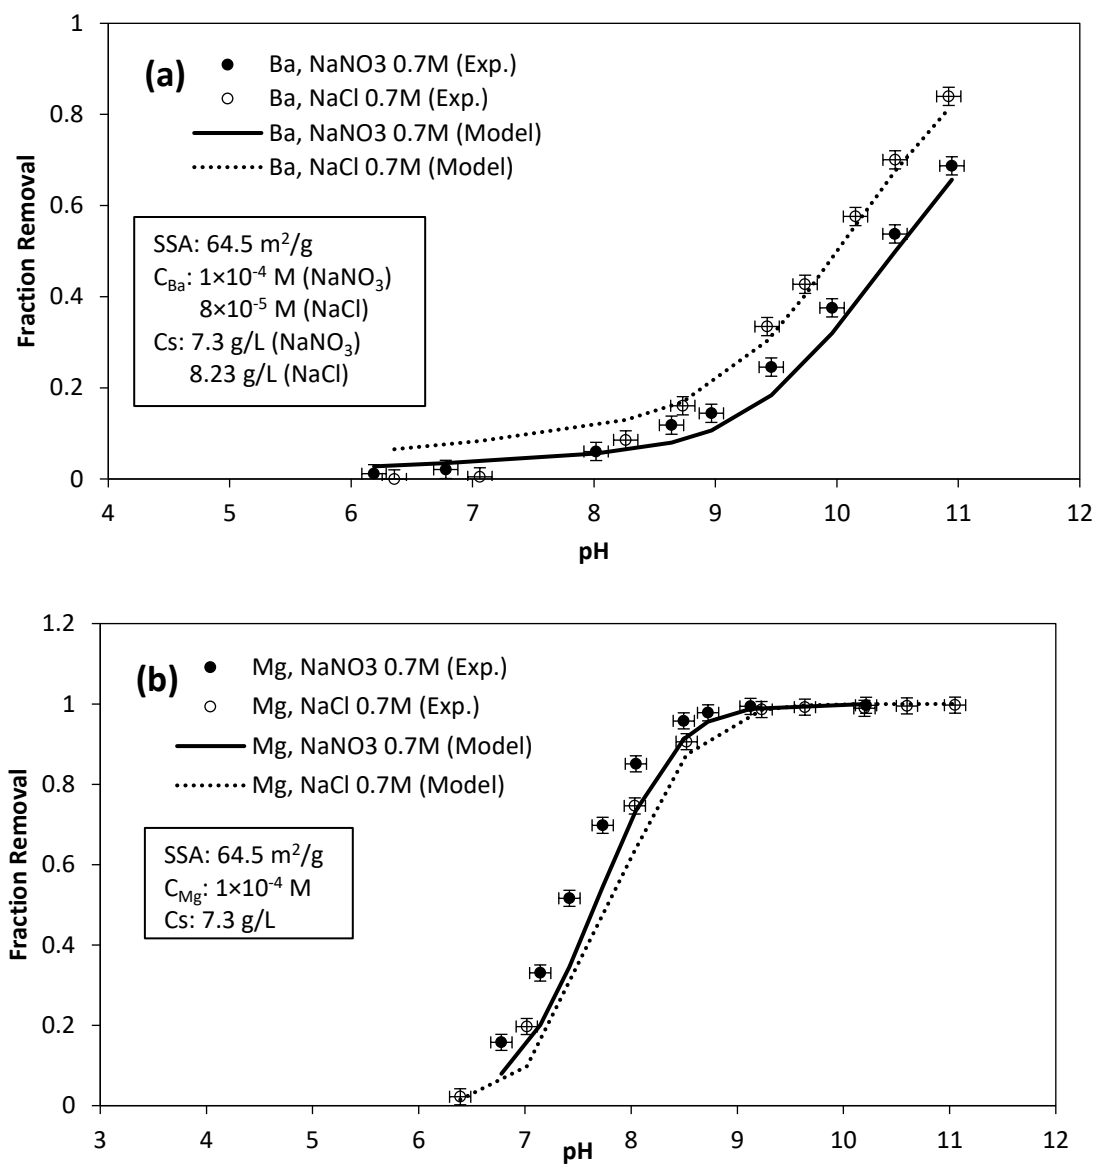 1
0.8
0.6
0.4
0.2
0
Fraction Removal
(a)
Ba, NaNO3 0.7M (Exp.)
Ba, NaCl 0.7M (Exp.)
Ba, NaNO3 0.7M (Model)
Ba, NaCl 0.7M (Model)
SSA: 64.5 m²/g
C_Ba: 1×10⁻⁴ M (NaNO₃)
8×10⁻⁵ M (NaCl)
Cs: 7.3 g/L (NaNO₃)
8.23 g/L (NaCl)
4 5 6 7 8 9 10 11 12
pH
1.2
1
0.8
0.6
0.4
0.2
0
Fraction Removal
(b)
Mg, NaNO3 0.7M (Exp.)
Mg, NaCl 0.7M (Exp.)
Mg, NaNO3 0.7M (Model)
Mg, NaCl 0.7M (Model)
SSA: 64.5 m²/g
C_Mg: 1×10⁻⁴ M
Cs: 7.3 g/L
3 4 5 6 7 8 9 10 11 12
pH